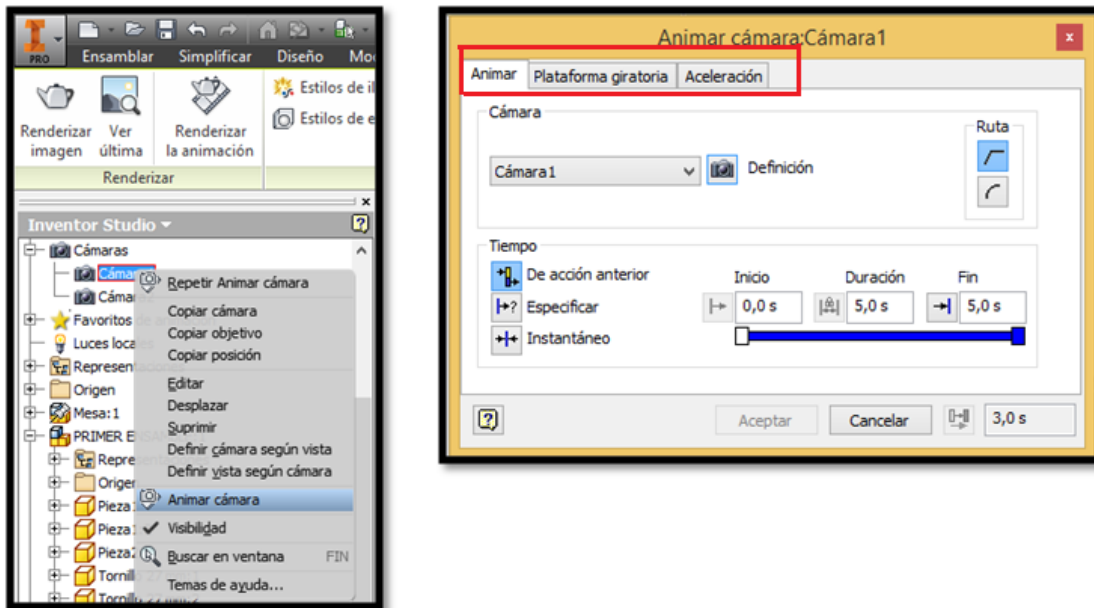 PRO
Ensamblar Simplificar Diseño
Renderizar imagen
Ver última
Renderizar la animación
Estilos de
Estilos de
Renderizar
Inventor Studio
Cámaras
Favoritos
Luces
Origen
Mesa:1
PRIMER
Pieza
Pieza
Repetir Animar cámara
Copiar cámara
Copiar objetivo
Copiar posición
Editar
Desplazar
Suprimir
Definir cámara según vista
Definir vista según cámara
Animar cámara
Visibilidad
Buscar en ventana FIN
Temas de ayuda...
Animar cámara:Cámara1
x
Animar Plataforma giratoria Aceleración
Cámara
Cámara1
Definición
Ruta
Tiempo
De acción anterior
Especificar
Instantáneo
Inicio Duración Fin
0,0 s 5,0 s 5,0 s
Aceptar Cancelar 3,0 s